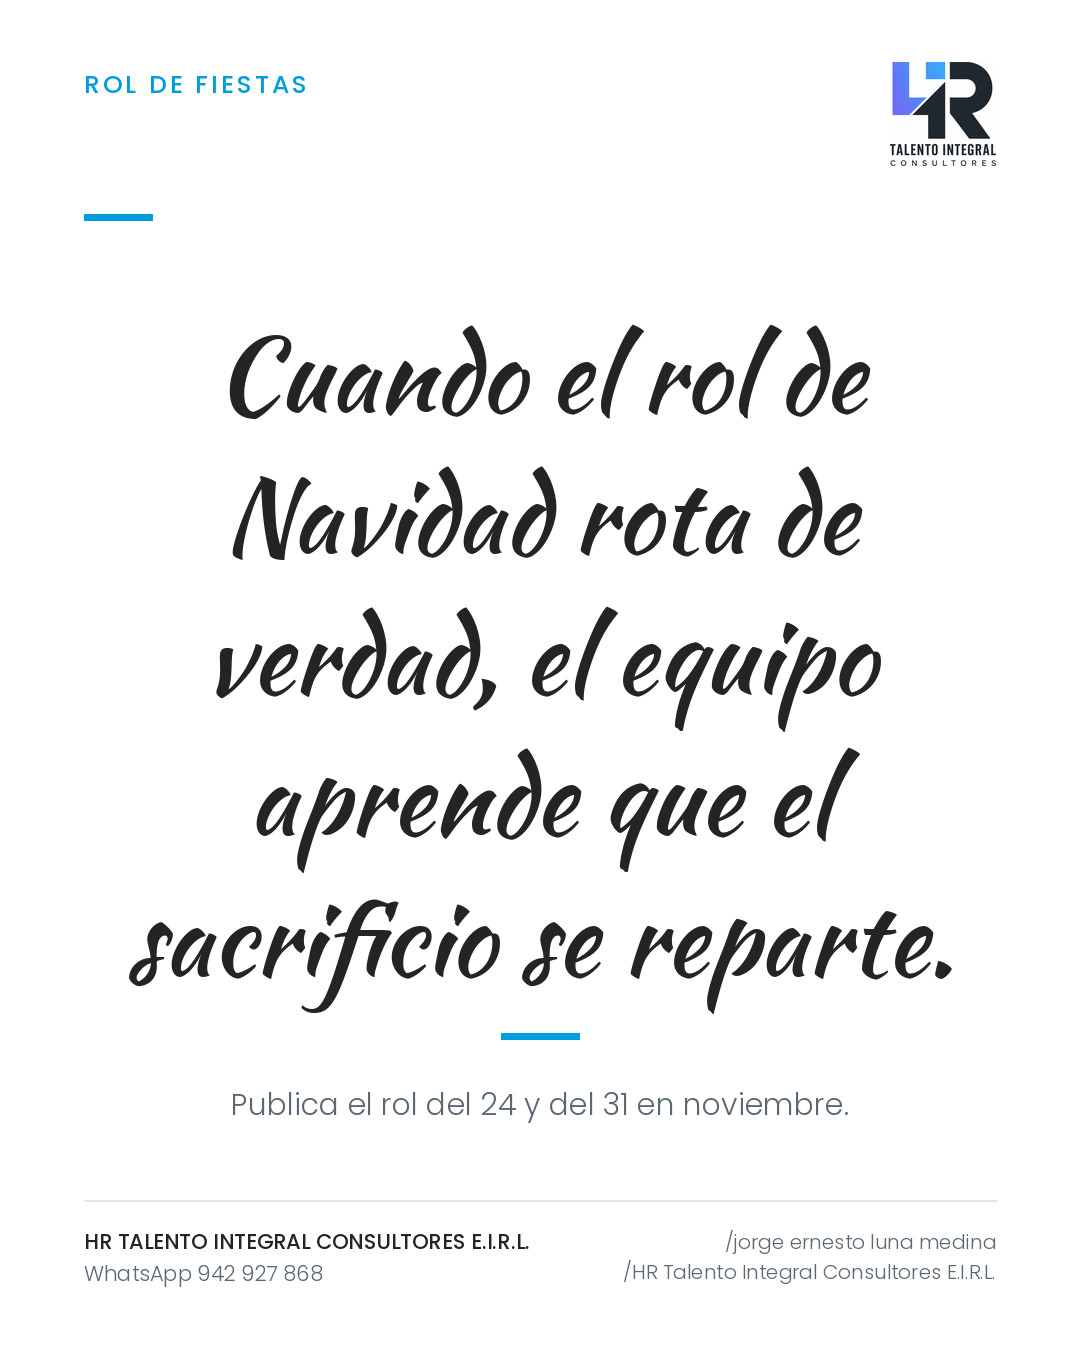 ROL DE FIESTAS
HR
TALENTO INTEGRAL
CONSULTORES
Cuando el rol de
Navidad rota de
verdad, el equipo
aprende que el
sacrificio se reparte.
Publica el rol del 24 y del 31 en noviembre.
HR TALENTO INTEGRAL CONSULTORES E.I.R.L.
WhatsApp 942 927 868
/jorge ernesto luna medina
/HR Talento Integral Consultores E.I.R.L.